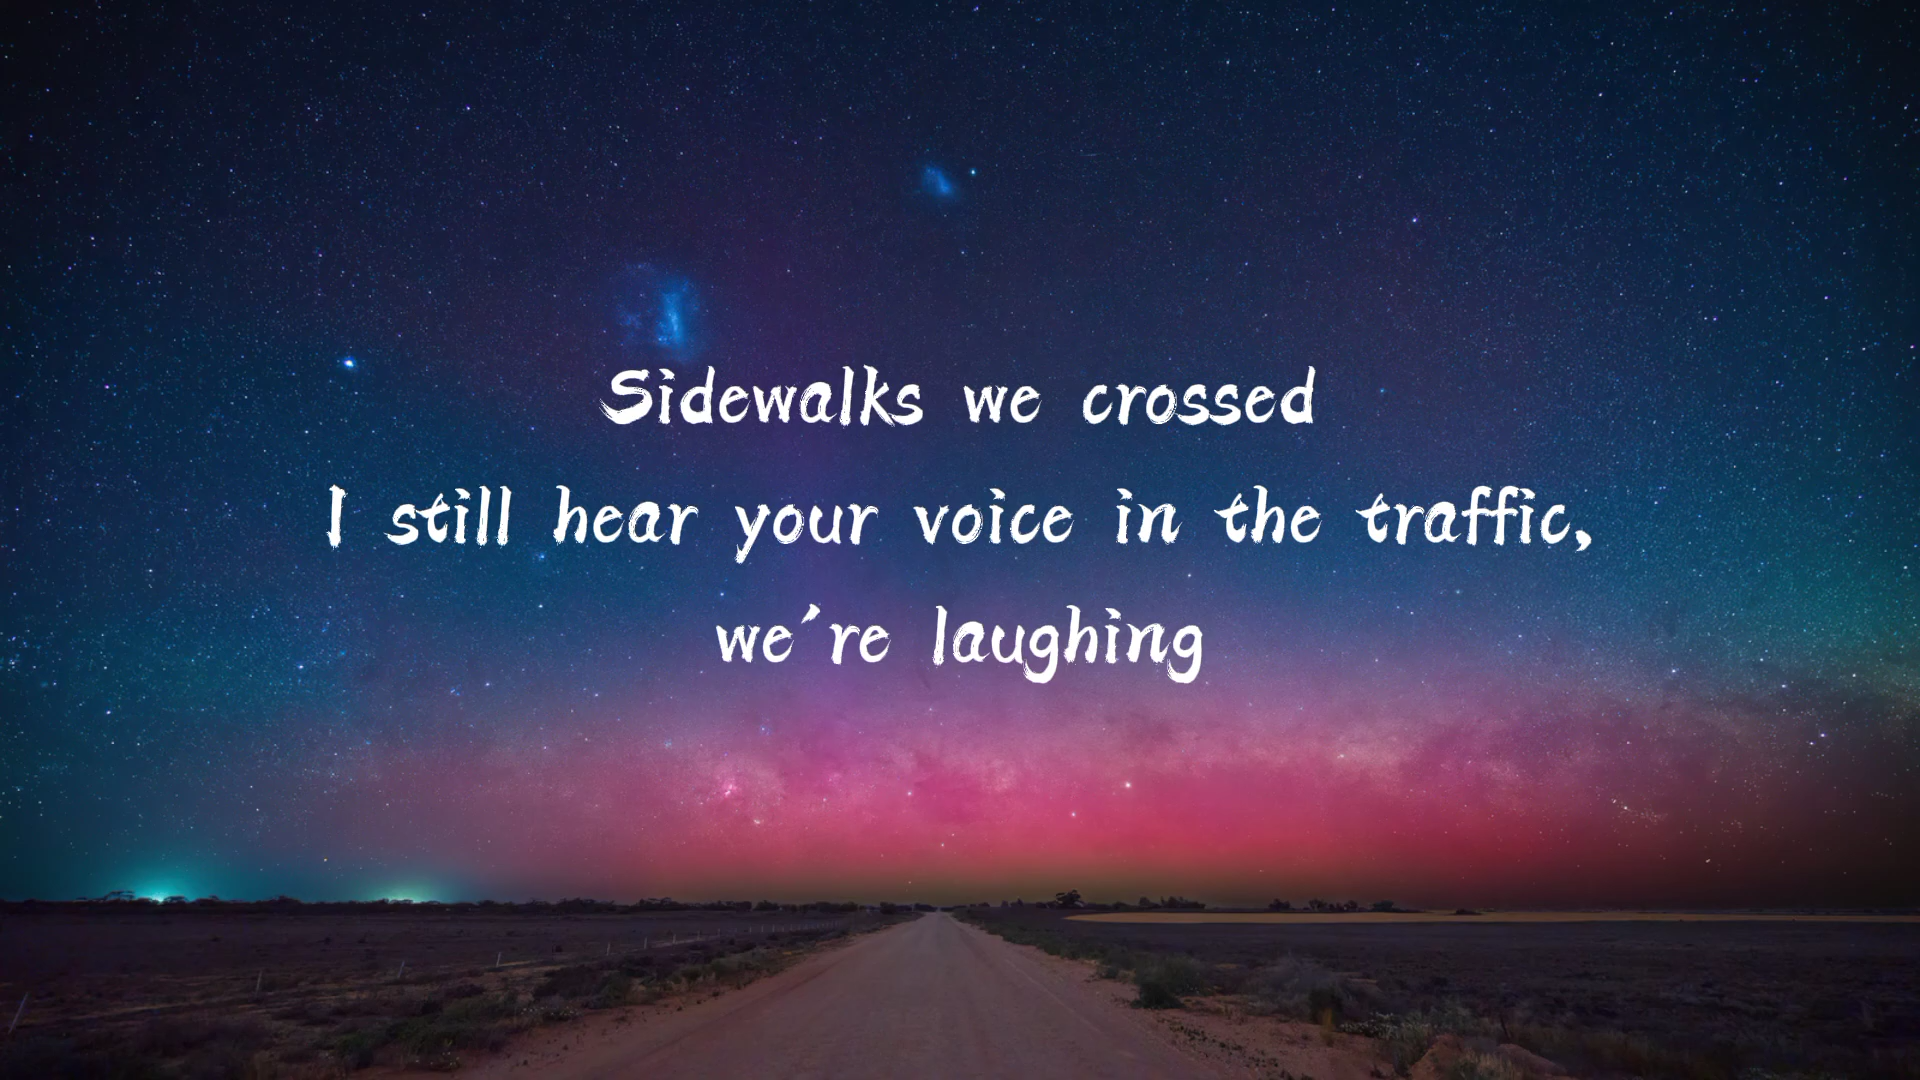 Sidewalks we crossed
I still hear your voice in the traffic,
we're laughing